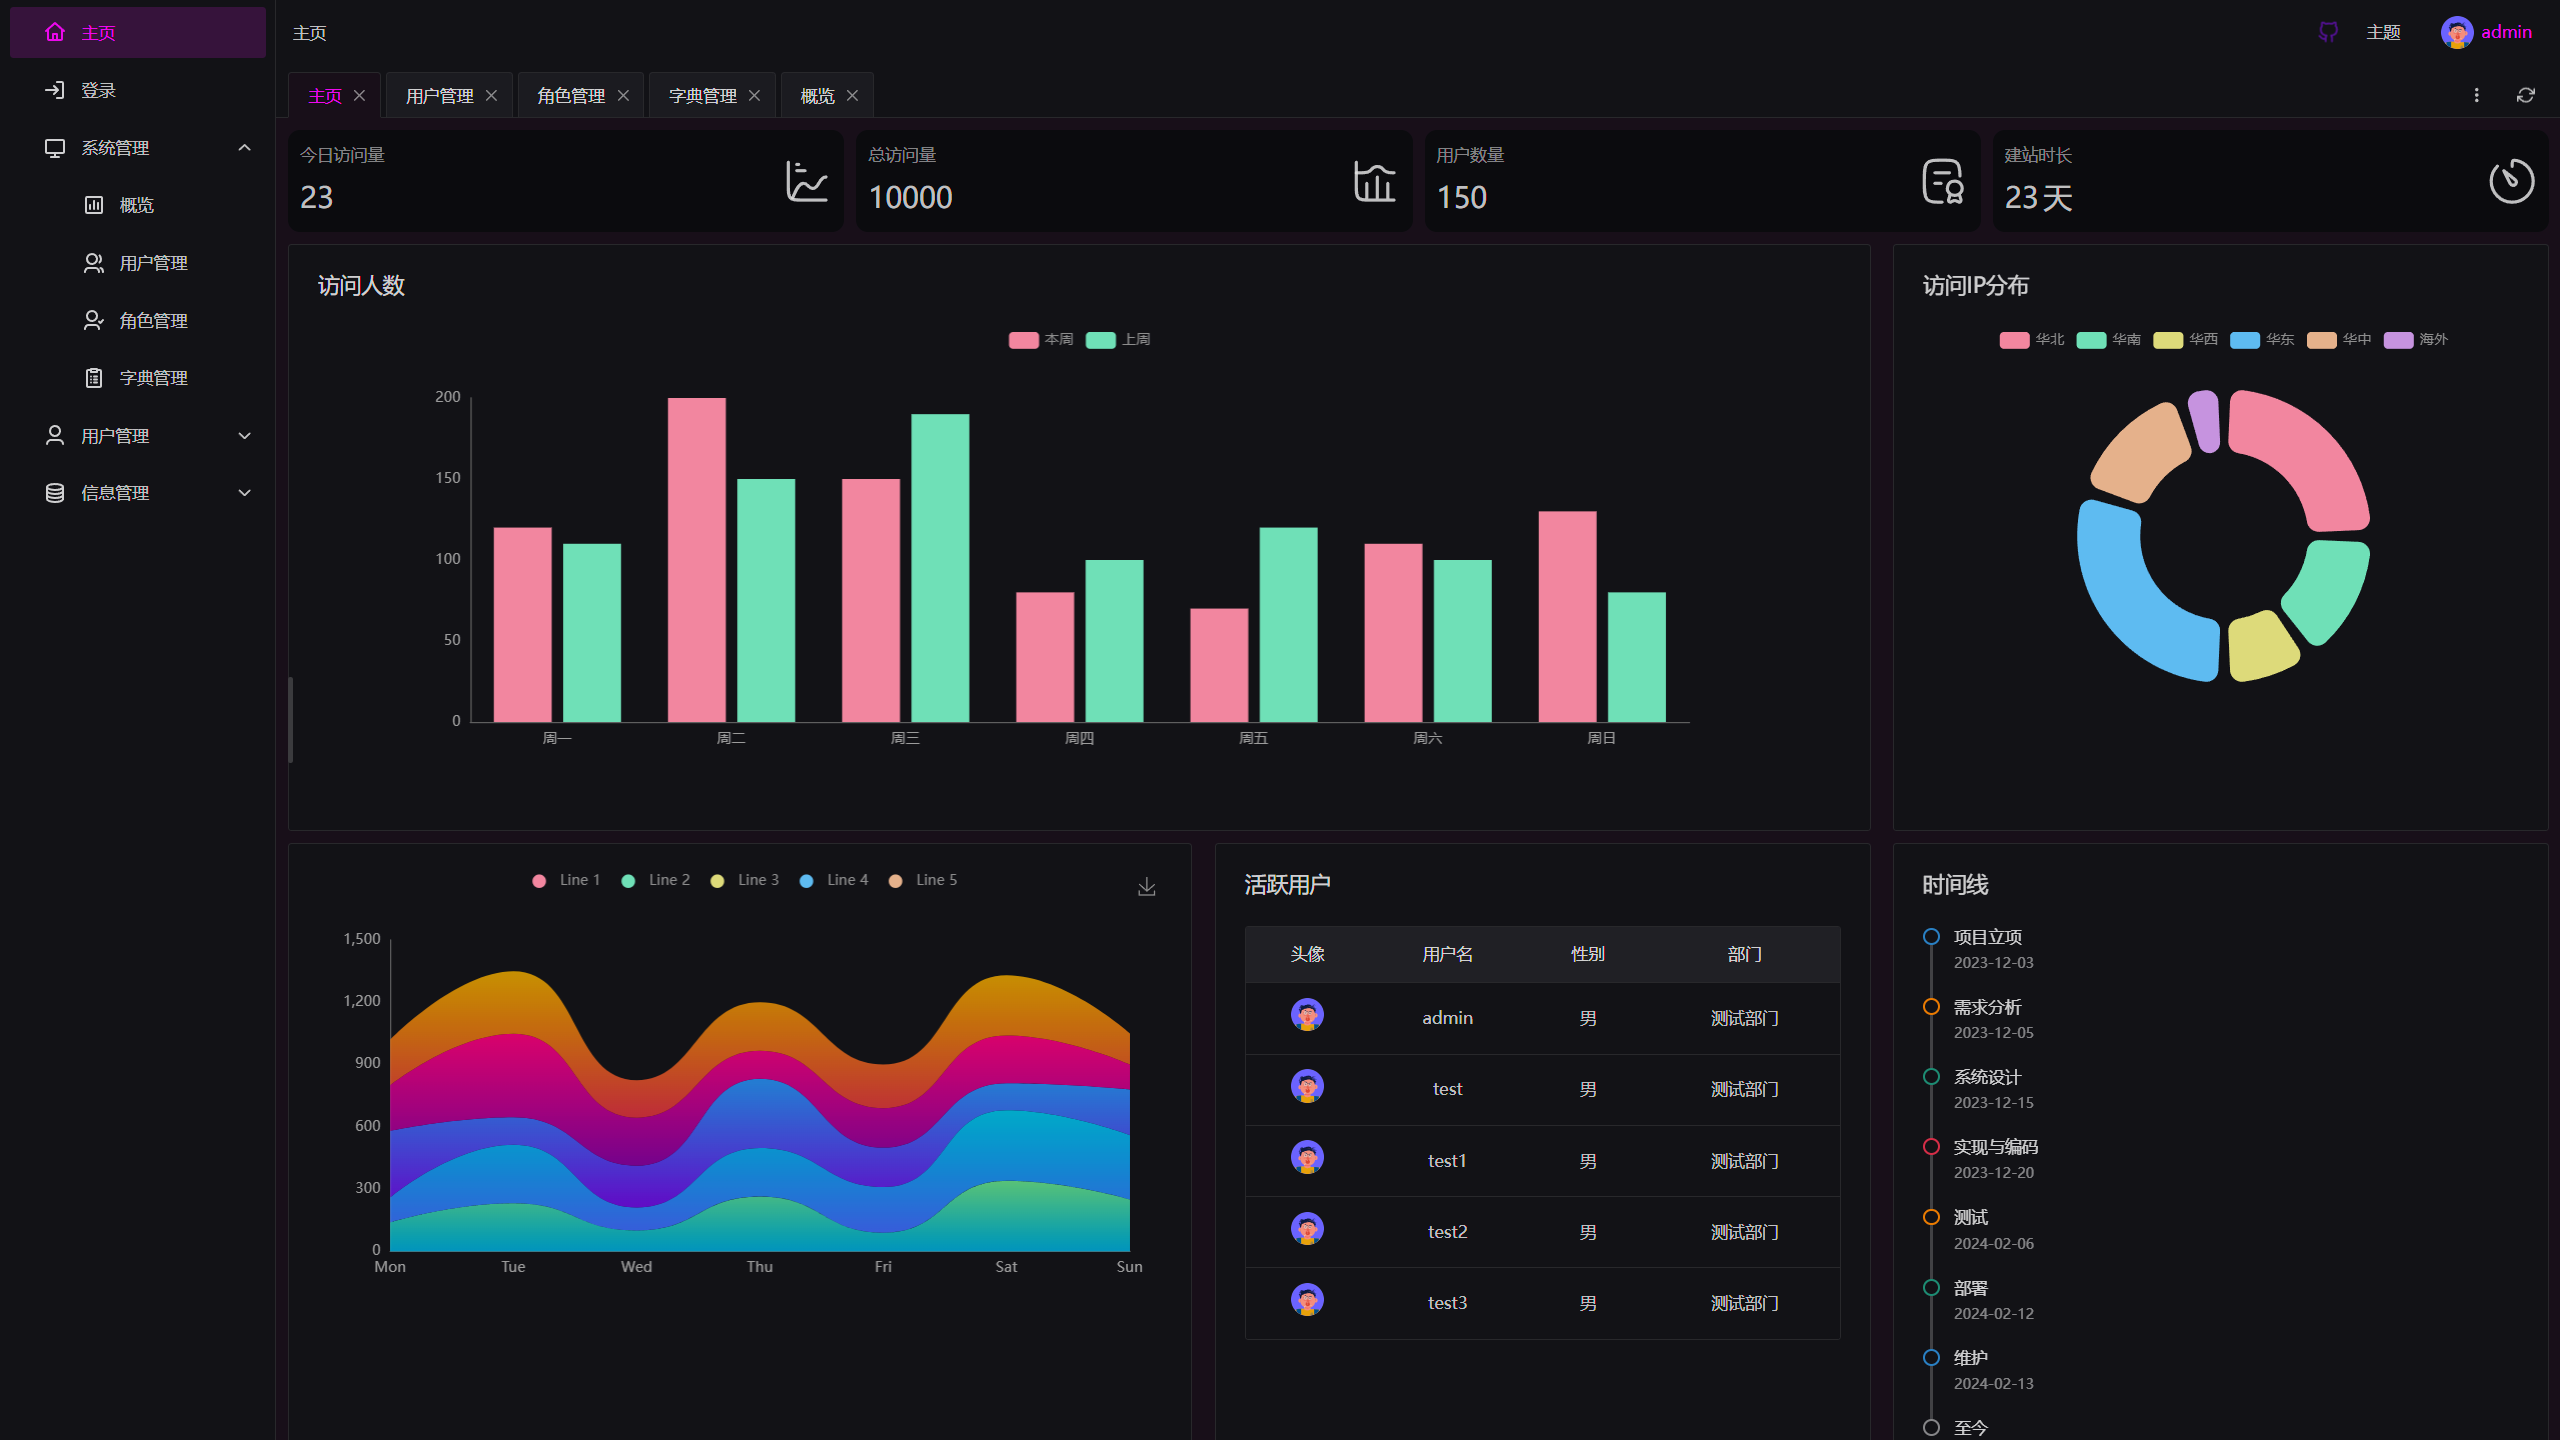 主页
登录
系统管理
概览
用户管理
角色管理
字典管理
用户管理
信息管理
主页
主题
admin
主页
用户管理
角色管理
字典管理
概览
今日访问量
23
总访问量
10000
用户数量
150
建站时长
23 天
访问人数
本周 上周
200
150
100
50
0
周一 周二 周三 周四 周五 周六 周日
访问IP分布
华北 华南 华西 华东 华中 海外
Line 1 Line 2 Line 3 Line 4 Line 5
1,500
1,200
900
600
300
0
Mon Tue Wed Thu Fri Sat Sun
活跃用户
头像 用户名 性别 部门
admin 男 测试部门
test 男 测试部门
test1 男 测试部门
test2 男 测试部门
test3 男 测试部门
时间线
项目立项
2023-12-03
需求分析
2023-12-05
系统设计
2023-12-15
实现与编码
2023-12-20
测试
2024-02-06
部署
2024-02-12
维护
2024-02-13
至今